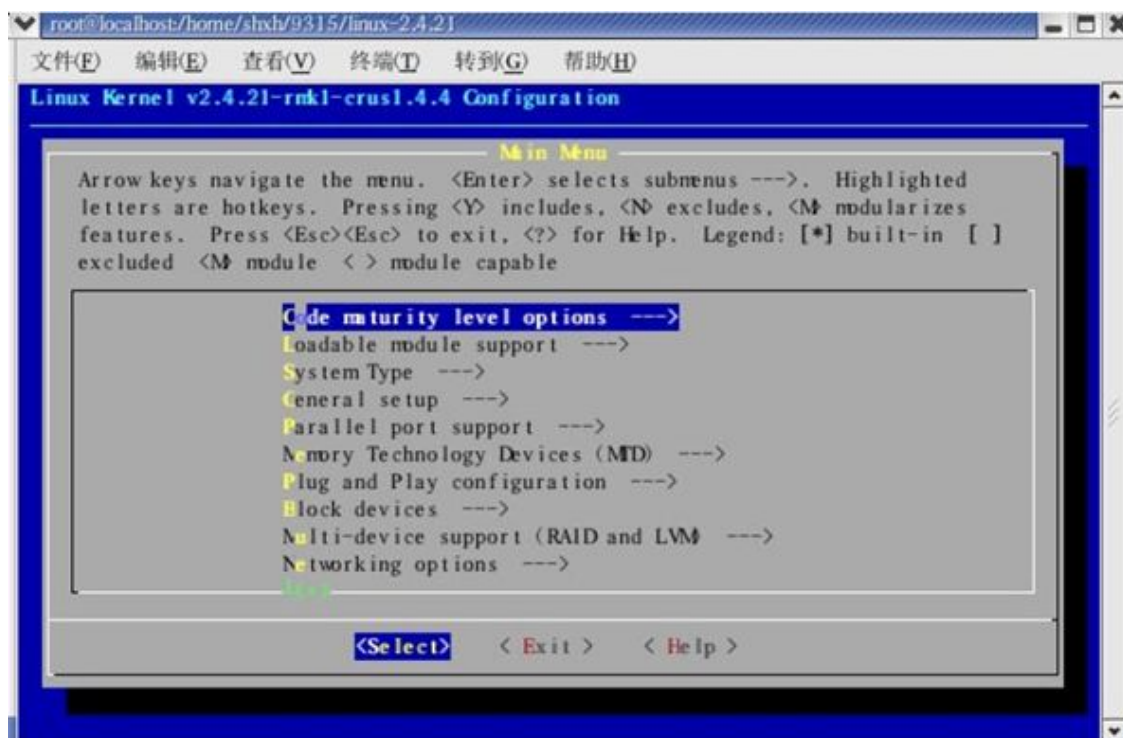 root@localhost:/home/shxh/9315/linux-2.4.21
文件(F) 编辑(E) 查看(V) 终端(T) 转到(G) 帮助(H)
Linux Kernel v2.4.21-rmk1-crus1.4.4 Configuration
Main Menu
Arrow keys navigate the menu. <Enter> selects submenus --->. Highlighted
letters are hotkeys. Pressing <Y> includes, <N> excludes, <M> modularizes
features. Press <Esc><Esc> to exit, <?> for Help. Legend: [*] built-in [ ]
excluded <M> module < > module capable
Code maturity level options --->
Loadable module support --->
System Type --->
General setup --->
Parallel port support --->
Memory Technology Devices (MTD) --->
Plug and Play configuration --->
Block devices --->
Multi-device support (RAID and LVM) --->
Networking options --->
<Select> < Exit > < Help >